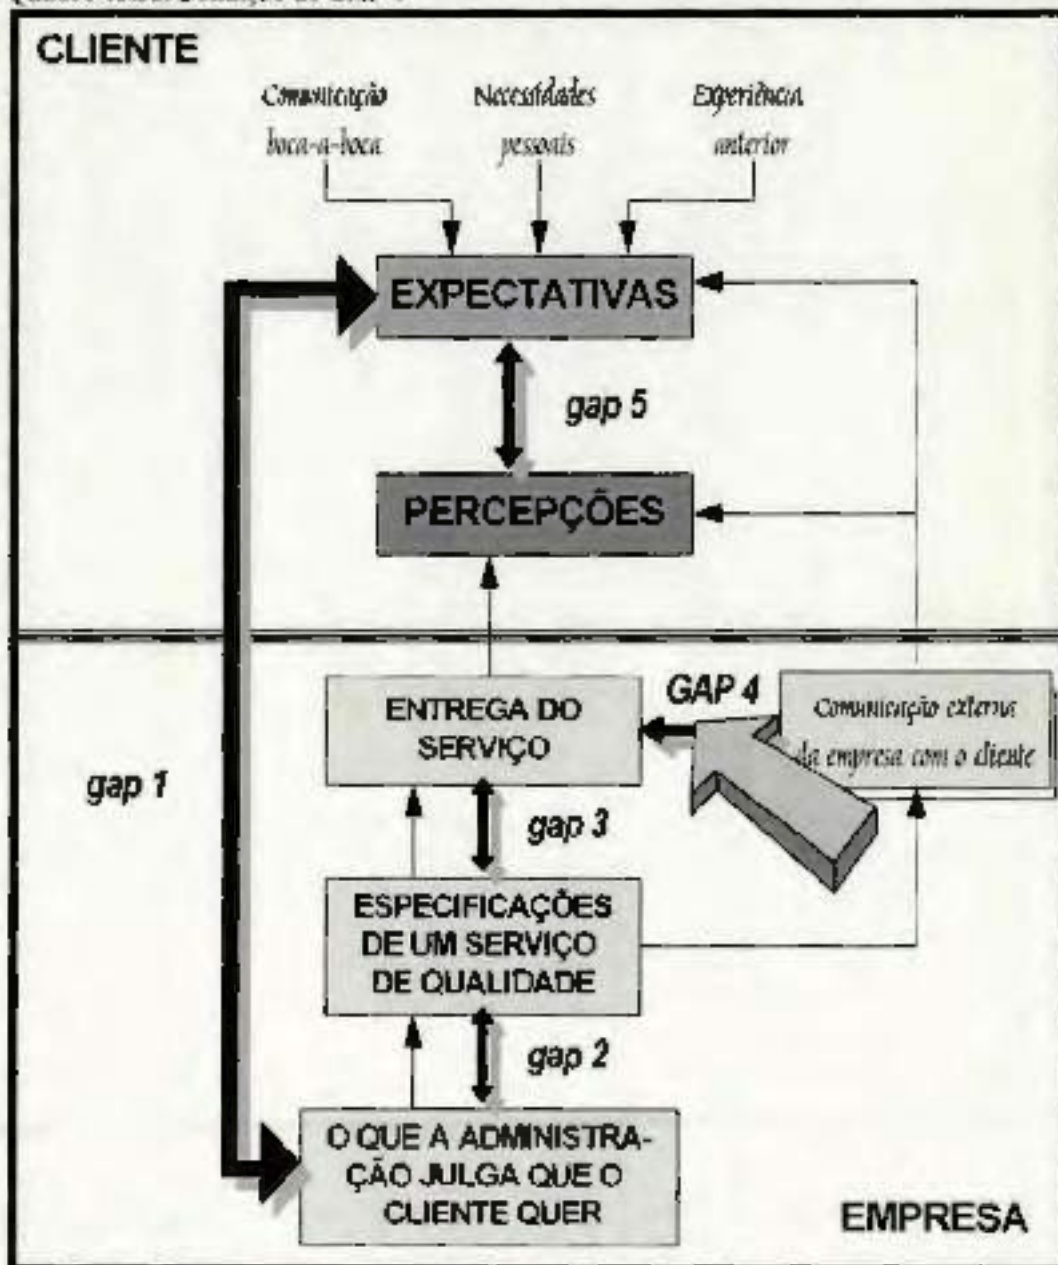 CLIENTE
Comunicação
boca-a-boca
Necessidades
pessoais
Experiência
anterior
EXPECTATIVAS
gap 5
PERCEPÇÕES
ENTREGA DO
SERVIÇO
GAP 4
Comunicação externa
da empresa com o cliente
gap 1
gap 3
ESPECIFICAÇÕES
DE UM SERVIÇO
DE QUALIDADE
gap 2
O QUE A ADMINISTRA-
ÇÃO JULGA QUE O
CLIENTE QUER
EMPRESA